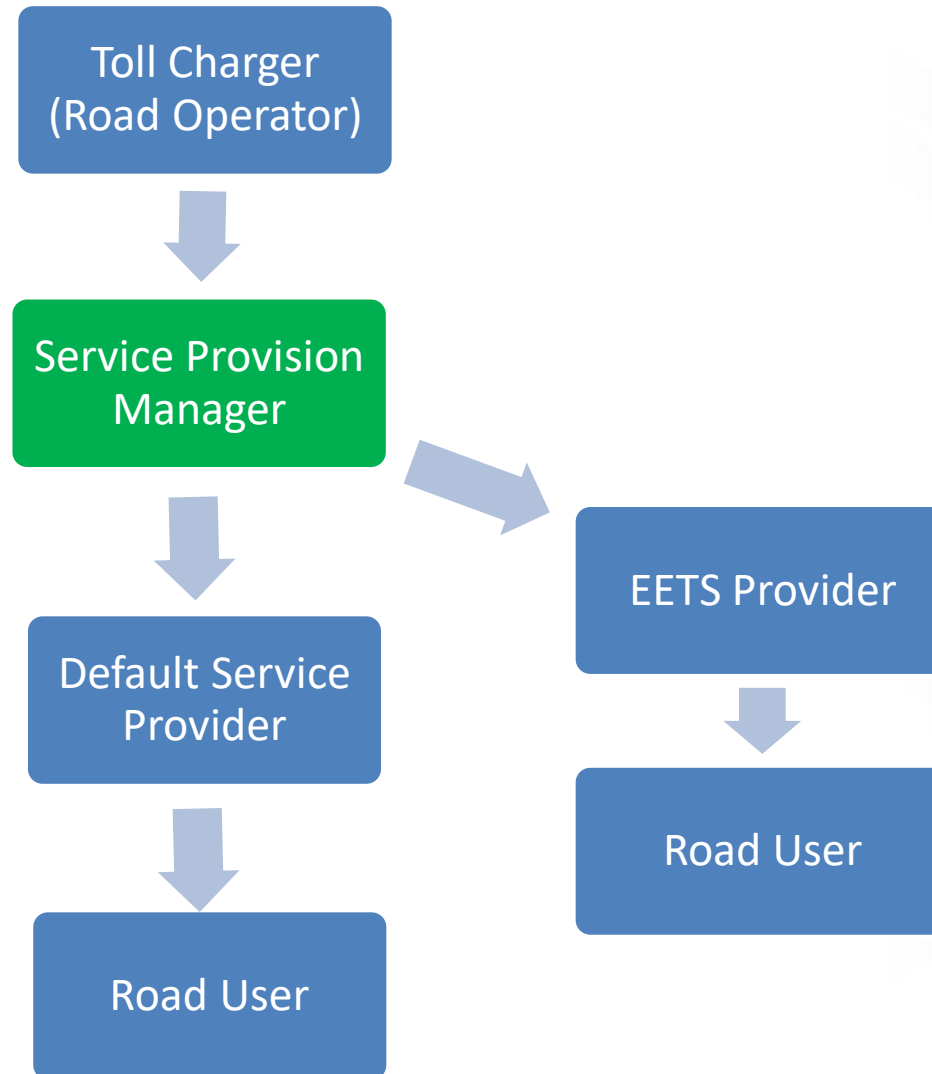 Toll Charger
(Road Operator)
Service Provision
Manager
EETS Provider
Default Service
Provider
Road User
Road User